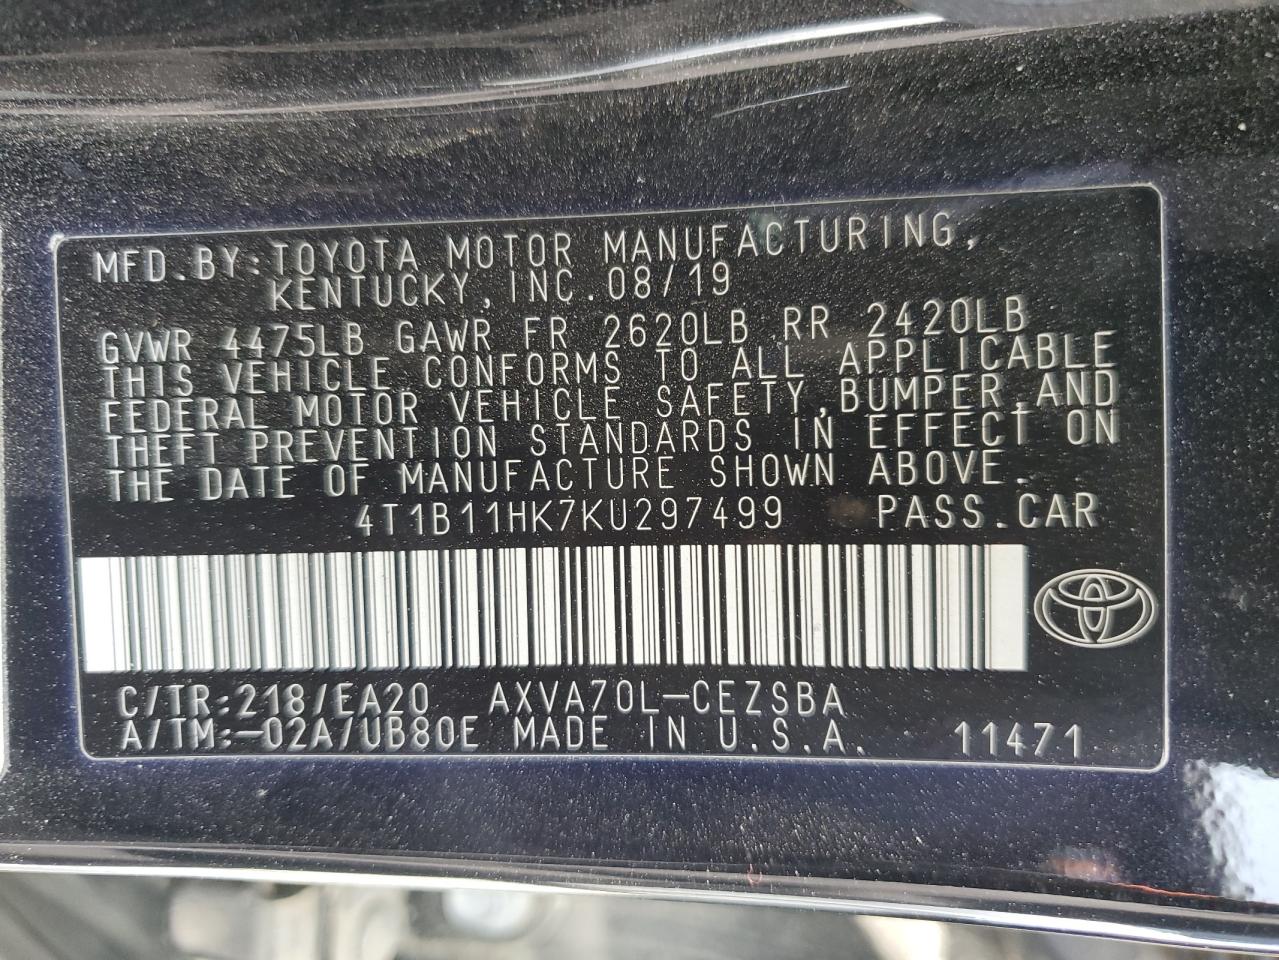 MFD.BY:TOYOTA MOTOR MANUFACTURING,
KENTUCKY,INC.08/19
GVWR 4475LB GAWR FR 2620LB RR 2420LB
THIS VEHICLE CONFORMS TO ALL APPLICABLE
FEDERAL MOTOR VEHICLE SAFETY,BUMPER,AND
THEFT PREVENTION STANDARDS IN EFFECT ON
THE DATE OF MANUFACTURE SHOWN ABOVE.
4T1B11HK7KU297499 PASS.CAR
C/TR:218/EA20 AXVA70L-CEZSBA
A/TM:-02A/UB80E MADE IN U.S.A. 11471